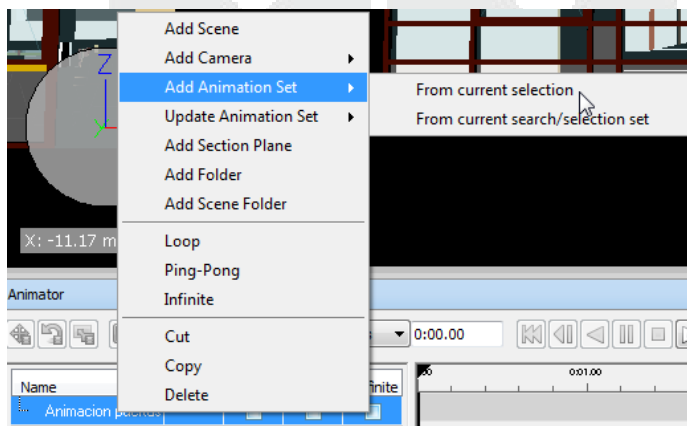 Add Scene
Add Camera
Add Animation Set
From current selection
Update Animation Set
From current search/selection set
Add Section Plane
Add Folder
Add Scene Folder
Z
X: -11.17 m
Loop
Ping-Pong
Infinite
Animator
Cut
0:00.00
Copy
0:01.00
Name
Delete
Animacion